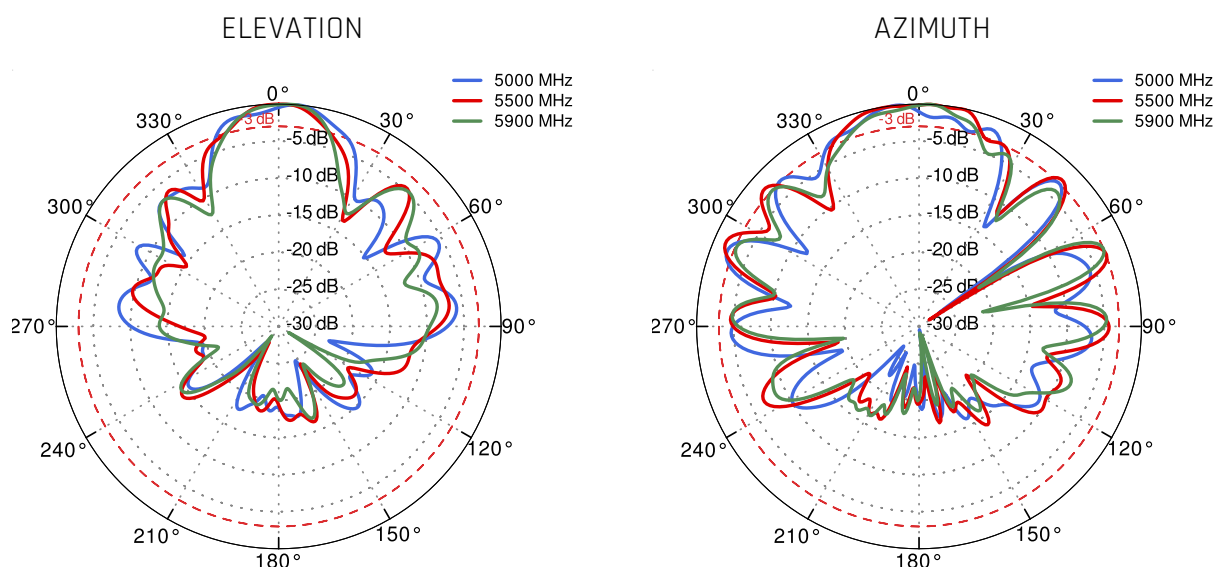 ELEVATION
5000 MHz
5500 MHz
5900 MHz
0°
30°
60°
90°
120°
150°
180°
210°
240°
270°
300°
330°
3 dB
-5 dB
-10 dB
-15 dB
-20 dB
-25 dB
-30 dB
AZIMUTH
5000 MHz
5500 MHz
5900 MHz
0°
30°
60°
90°
120°
150°
180°
210°
240°
270°
300°
330°
-3 dB
-5 dB
-10 dB
-15 dB
-20 dB
-25 dB
-30 dB